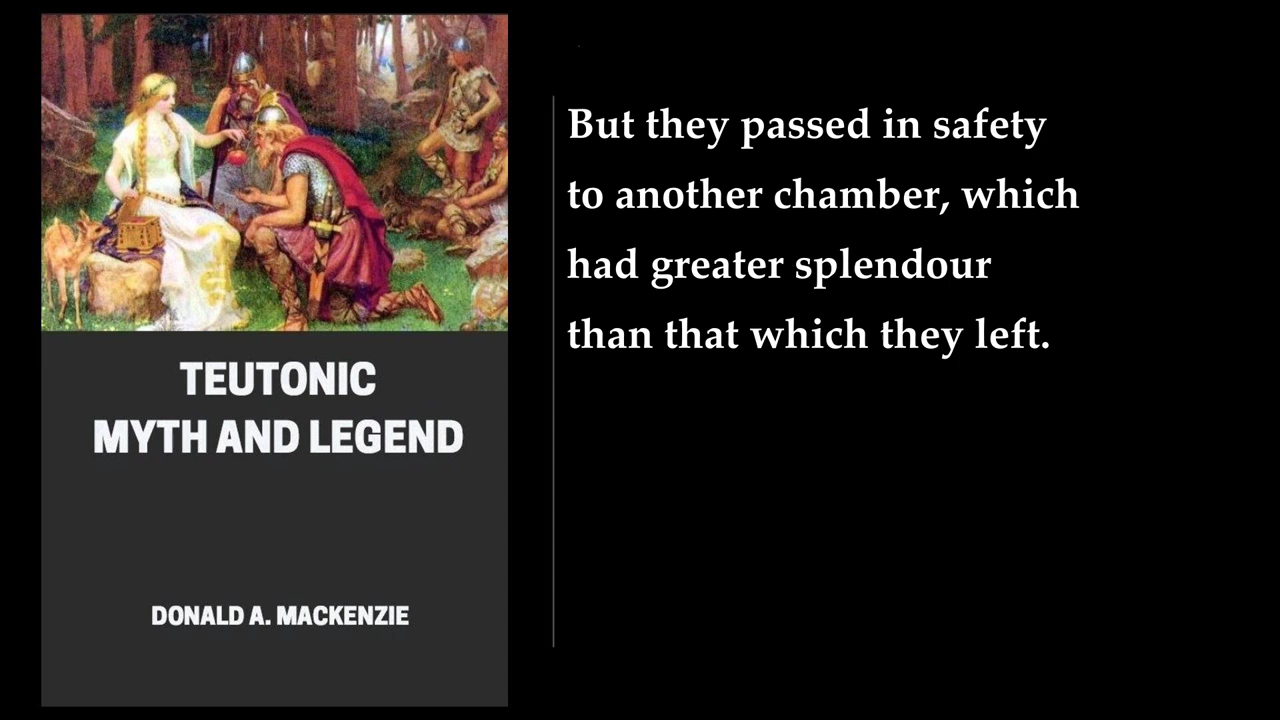 TEUTONIC
MYTH AND LEGEND
DONALD A. MACKENZIE
But they passed in safety
to another chamber, which
had greater splendour
than that which they left.